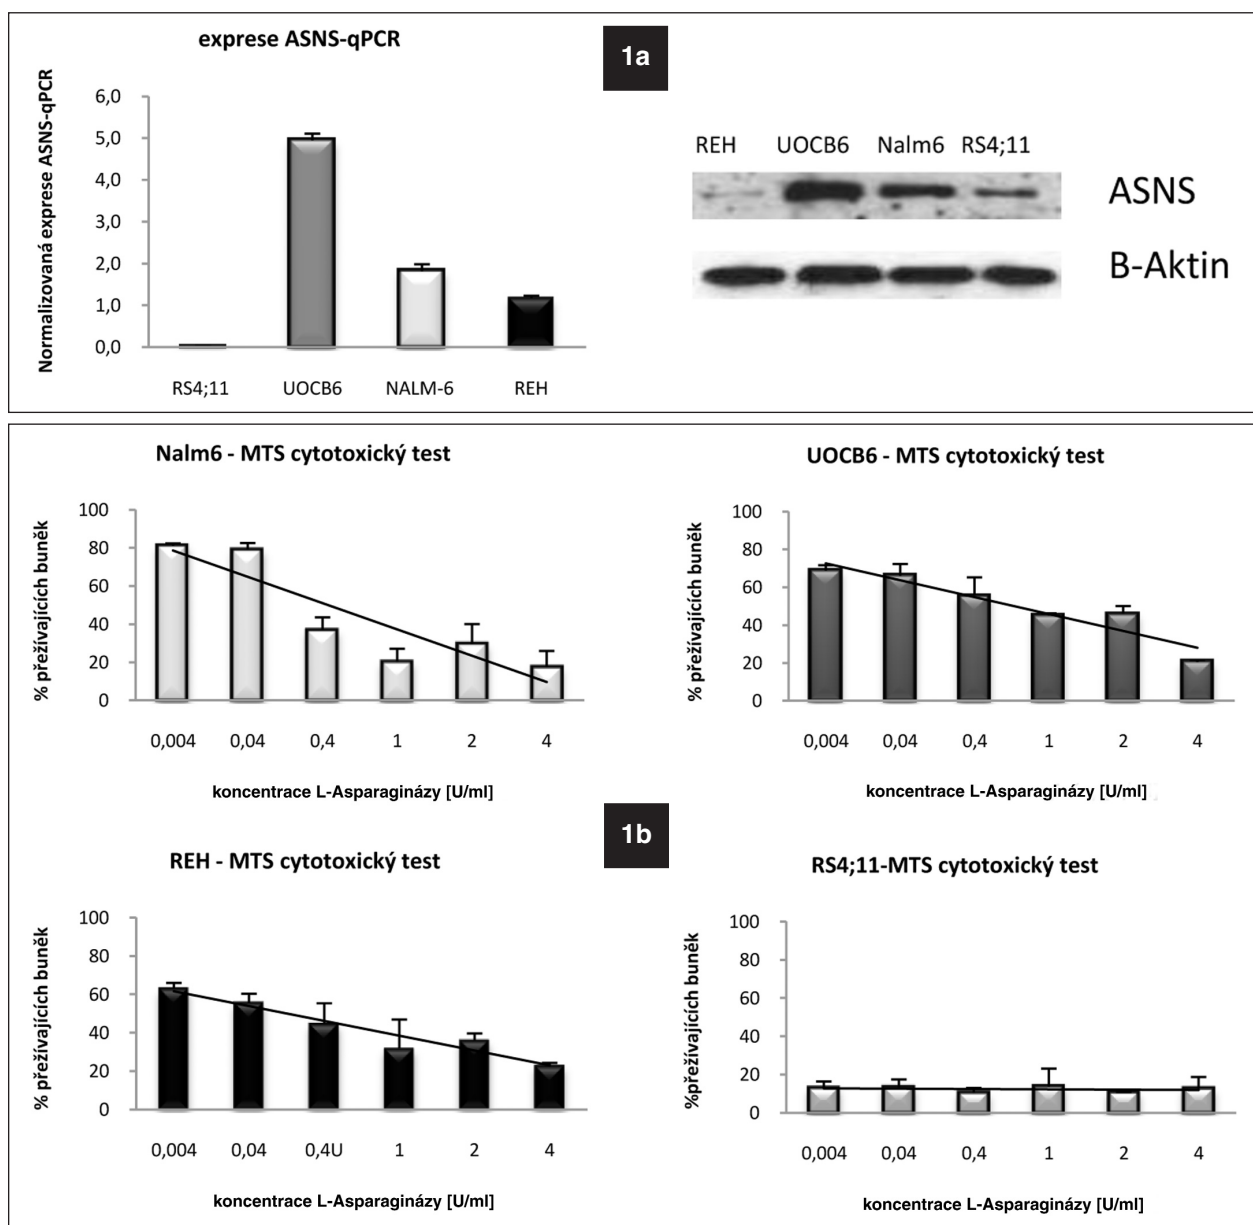 exprese ASNS-qPCR
1a
Normalizovaná exprese ASNS-qPCR
6,0
5,0
4,0
3,0
2,0
1,0
0,0
RS4;11 UOCB6 NALM-6 REH
REH UOCB6 Nalm6 RS4;11
ASNS
B-Aktin
Nalm6 - MTS cytotoxický test
% přežívajících buněk
100
80
60
40
20
0
0,004 0,04 0,4 1 2 4
koncentrace L-Asparaginázy [U/ml]
UOCB6 - MTS cytotoxický test
% přežívajících buněk
100
80
60
40
20
0
0,004 0,04 0,4 1 2 4
koncentrace L-Asparaginázy [U/ml]
1b
REH - MTS cytotoxický test
% přežívajících buněk
100
80
60
40
20
0
0,004 0,04 0,4U 1 2 4
koncentrace L-Asparaginázy [U/ml]
RS4;11-MTS cytotoxický test
%přežívajících buněk
100
80
60
40
20
0
0,004 0,04 0,4 1 2 4
koncentrace L-Asparaginázy [U/ml]